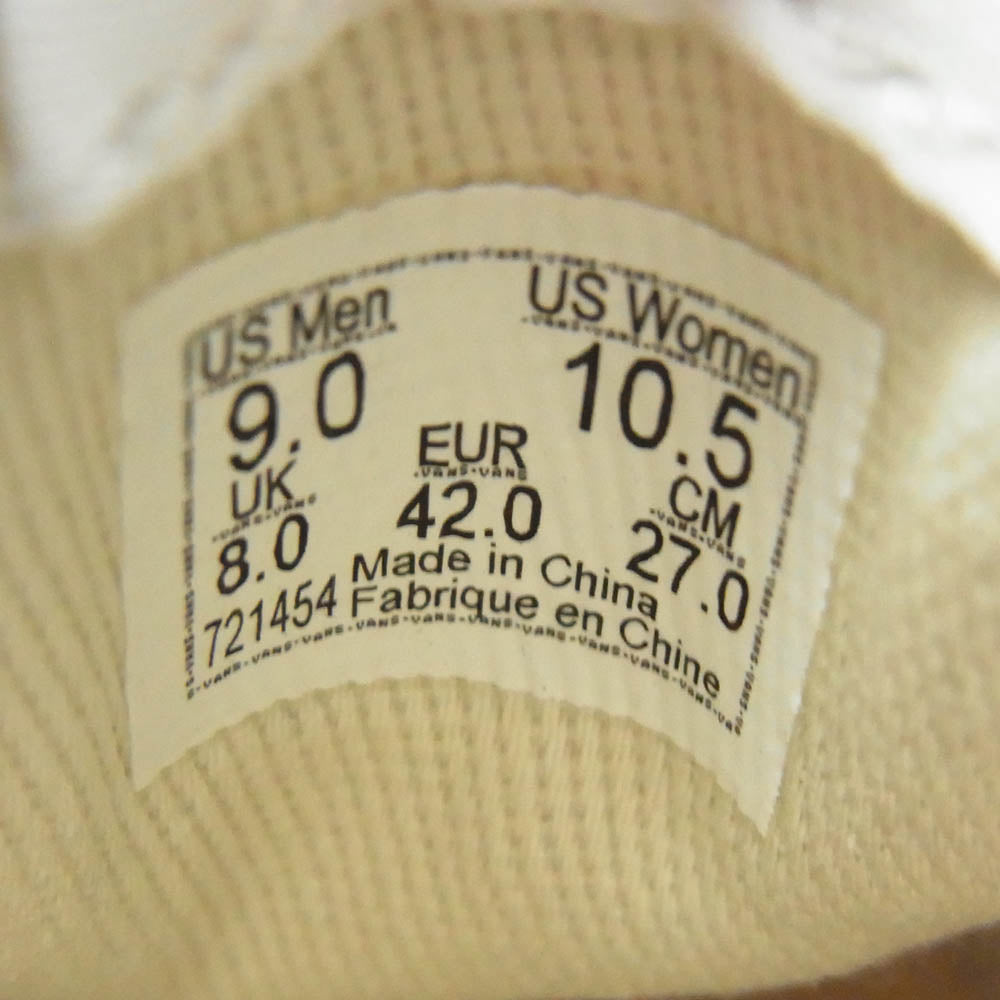 US Men US Women
9.0 10.5
UK EUR CM
8.0 42.0 27.0
Made in China
721454 Fabrique en Chine